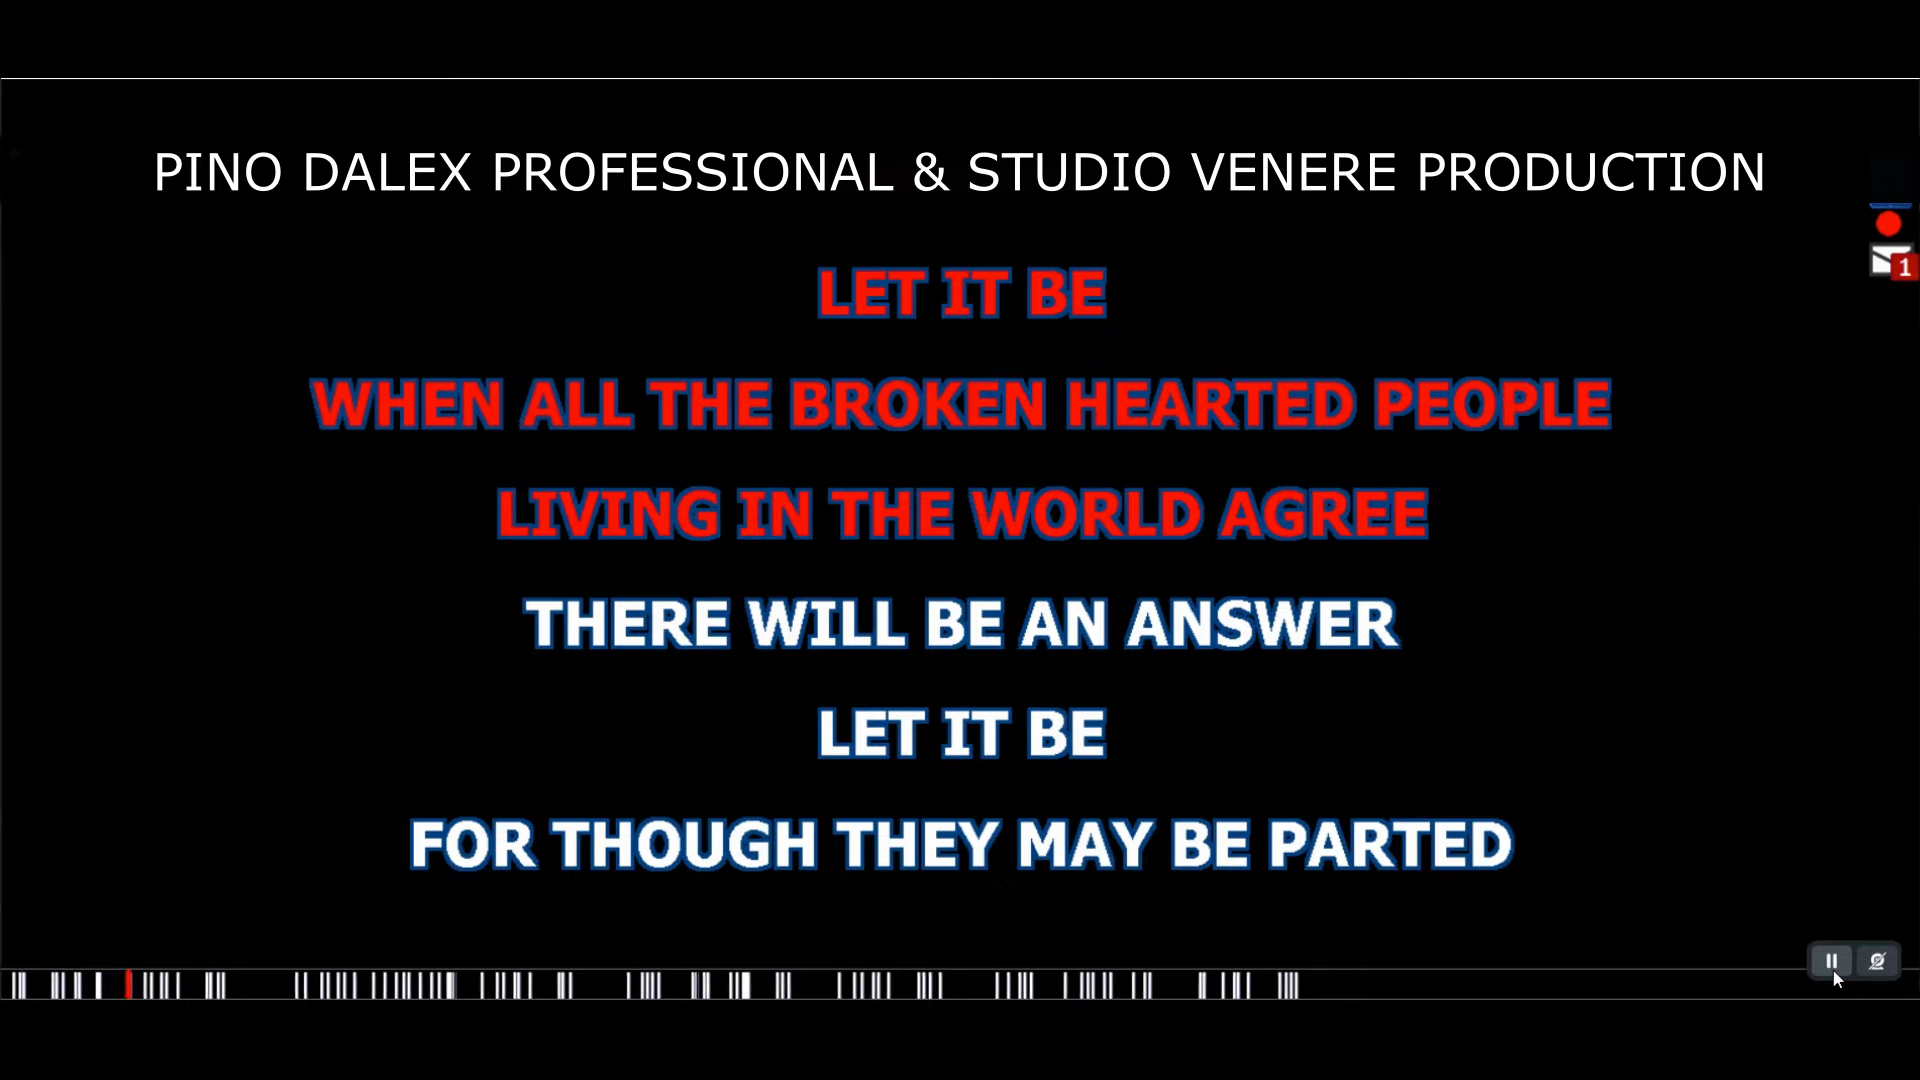 PINO DALEX PROFESSIONAL & STUDIO VENERE PRODUCTION
LET IT BE
1
WHEN ALL THE BROKEN HEARTED PEOPLE
LIVING IN THE WORLD AGREE
THERE WILL BE AN ANSWER
LET IT BE
FOR THOUGH THEY MAY BE PARTED